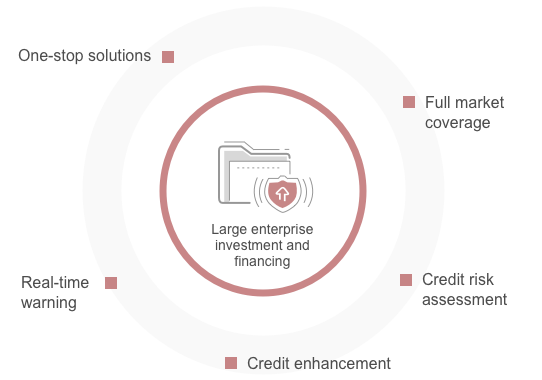 One-stop solutions
Full market
coverage
Large enterprise
investment and
financing
Real-time
warning
Credit risk
assessment
Credit enhancement